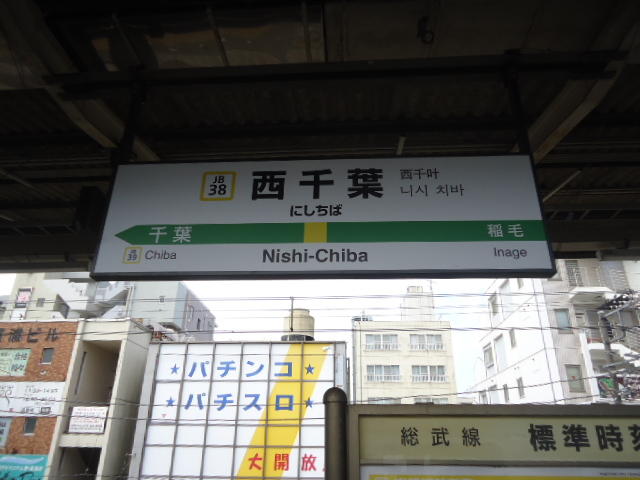 JB
38
西千葉
西千叶
니시 치바
にしちば
千葉
稲毛
JB
39
Chiba
Nishi-Chiba
Inage
★パチンコ★
★パチスロ★
大開放
総武線
標準時刻